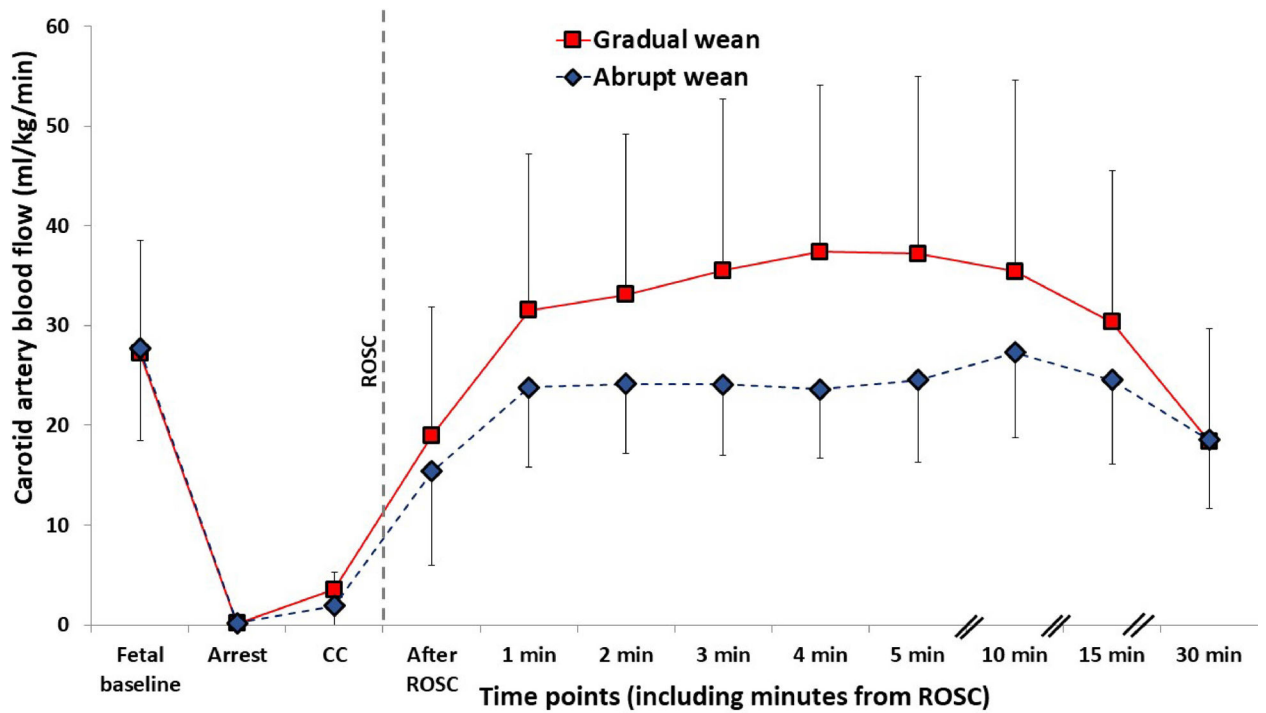 60
50
40
30
20
10
0
Carotid artery blood flow (ml/kg/min)
Gradual wean
Abrupt wean
ROSC
Fetal baseline
Arrest
CC
After ROSC
1 min
2 min
3 min
4 min
5 min
10 min
15 min
30 min
Time points (including minutes from ROSC)